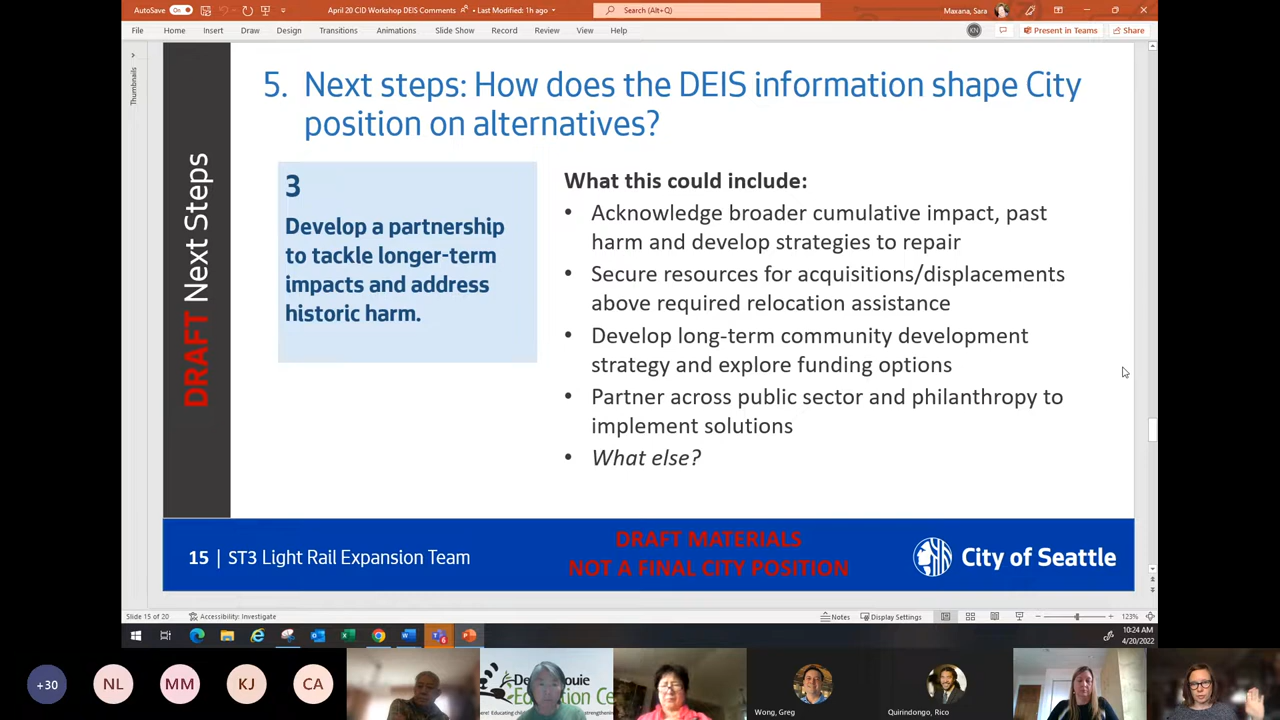 AutoSave
On
April 20 CID Workshop DEIS Comments
• Last Modified: 1h ago
Search (Alt+Q)
Maxana, Sara
File
Home
Insert
Draw
Design
Transitions
Animations
Slide Show
Record
Review
View
Help
KN
Present in Teams
Share
Thumbnails
DRAFT Next Steps
5. Next steps: How does the DEIS information shape City
position on alternatives?
3
Develop a partnership
to tackle longer-term
impacts and address
historic harm.
What this could include:
• Acknowledge broader cumulative impact, past
harm and develop strategies to repair
• Secure resources for acquisitions/displacements
above required relocation assistance
• Develop long-term community development
strategy and explore funding options
• Partner across public sector and philanthropy to
implement solutions
• What else?
15 | ST3 Light Rail Expansion Team
DRAFT MATERIALS
NOT A FINAL CITY POSITION
City of Seattle
Slide 15 of 20
Accessibility: Investigate
Notes
Display Settings
123%
10:24 AM
4/20/2022
+30
NL
MM
KJ
CA
Wong, Greg
Quirindongo, Rico